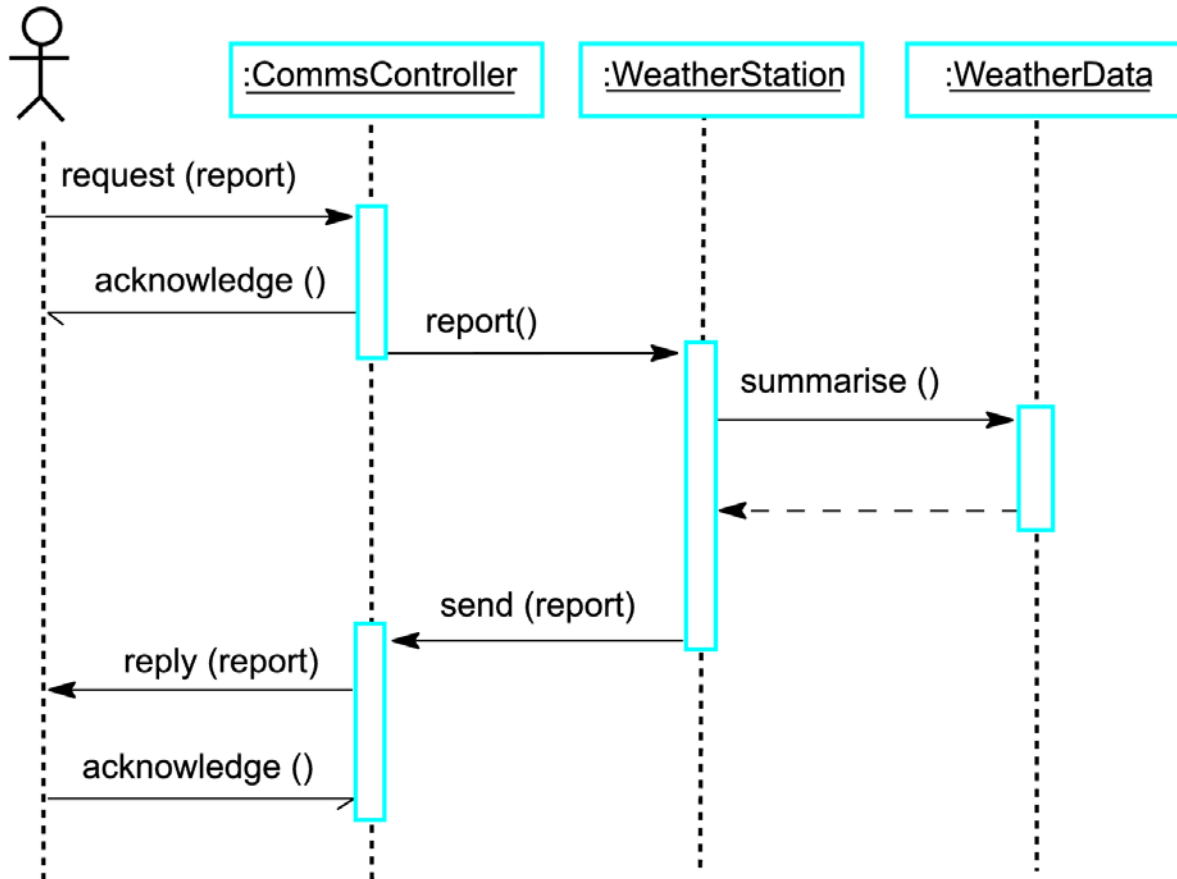 :CommsController
:WeatherStation
:WeatherData
request (report)
acknowledge ()
report()
summarise ()
send (report)
reply (report)
acknowledge ()